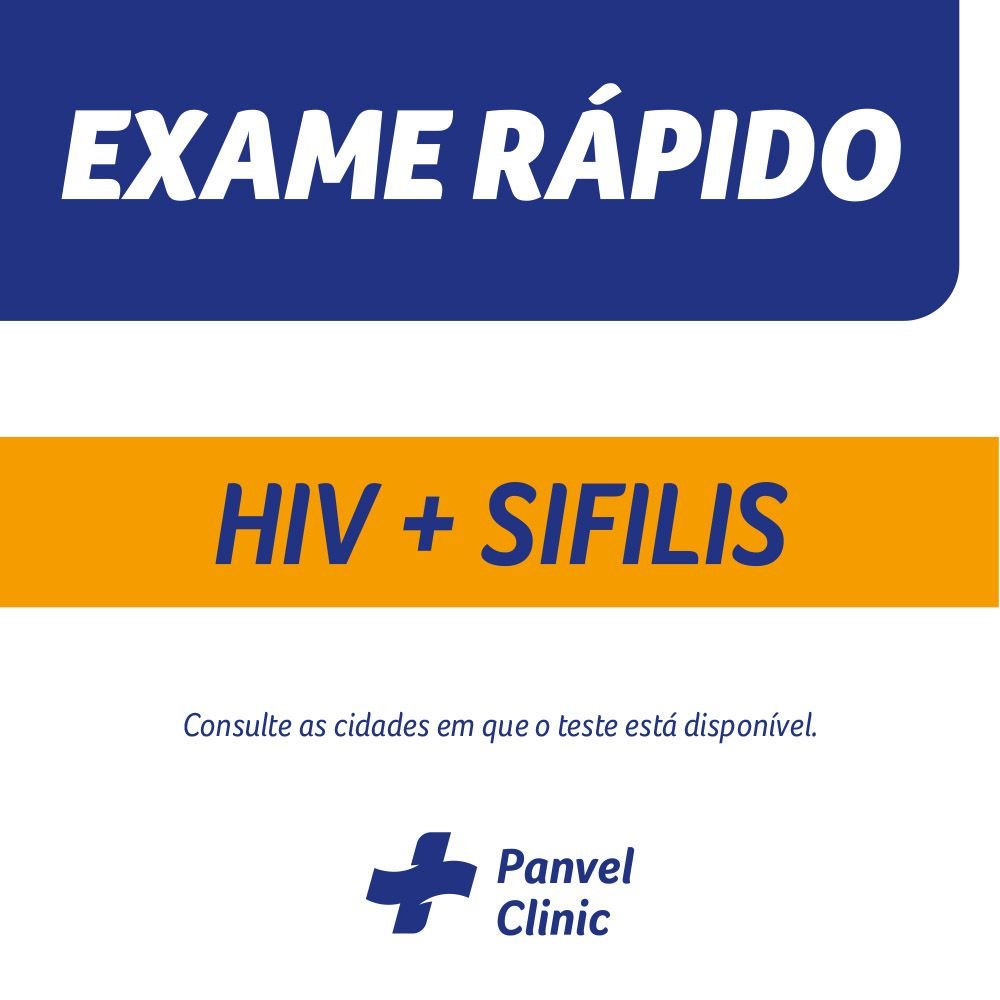 EXAME RÁPIDO
HIV + SIFILIS
Consulte as cidades em que o teste está disponível.
Panvel
Clinic